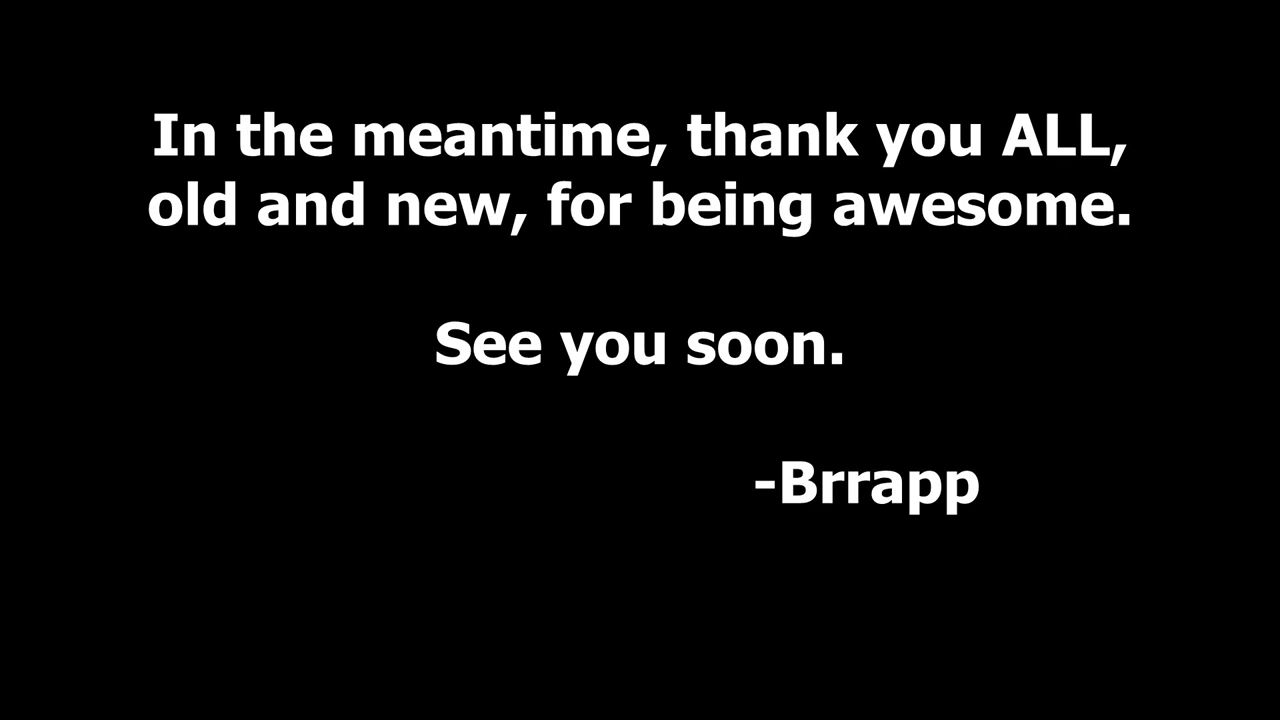 In the meantime, thank you ALL,
old and new, for being awesome.
See you soon.
-Brrapp